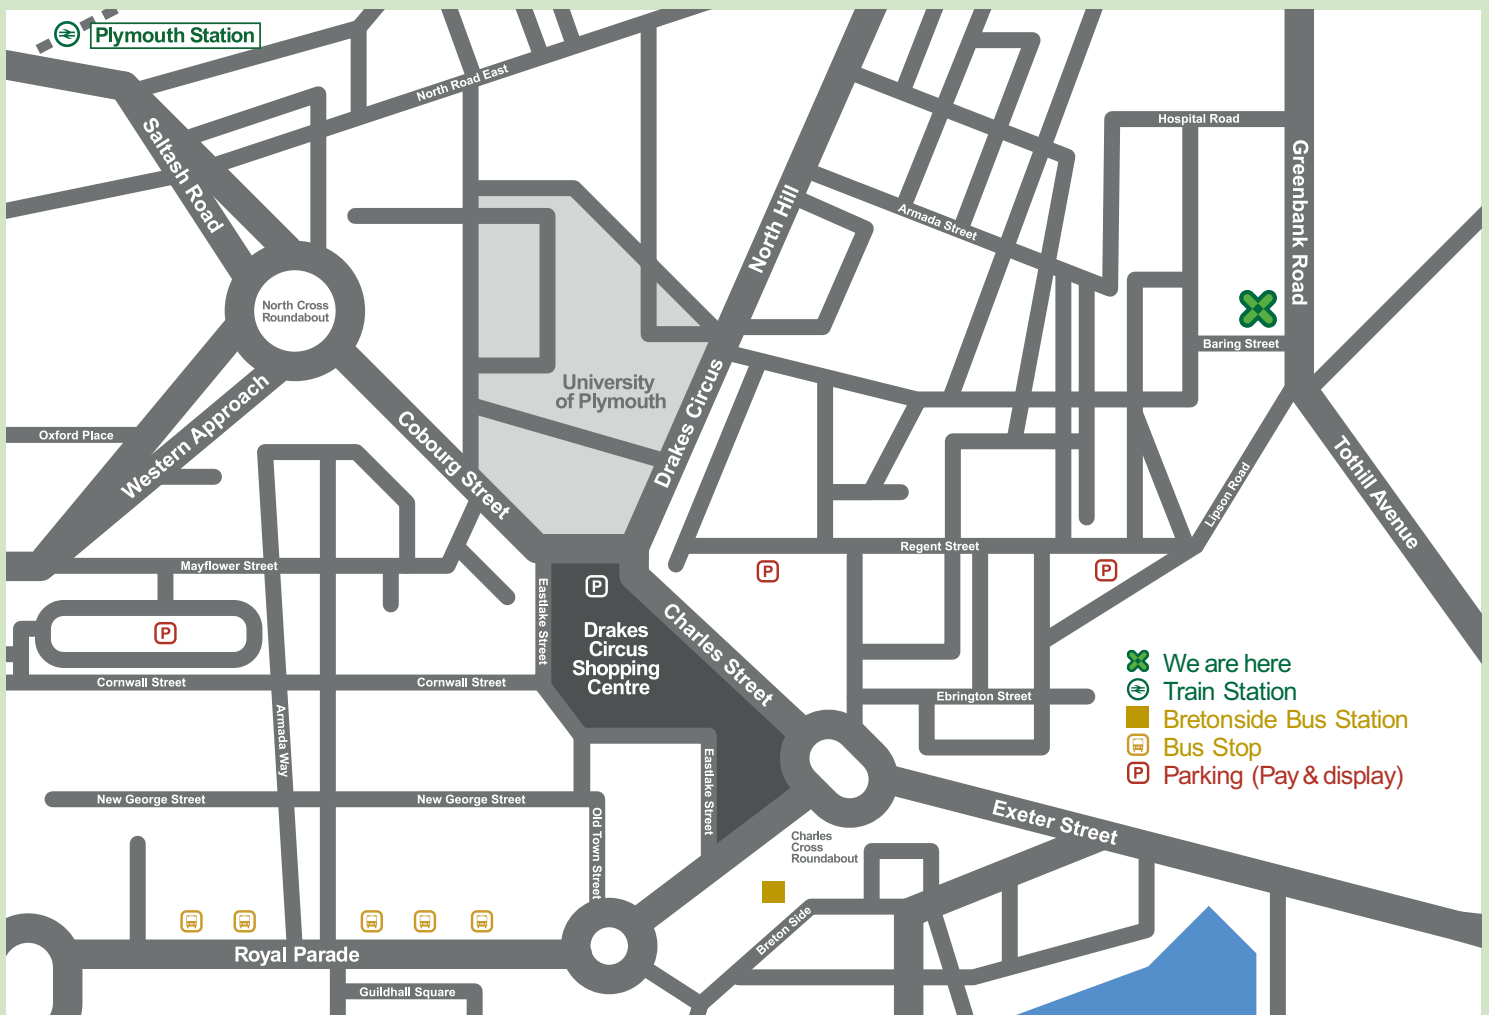 Plymouth Station
North Road East
Saltash Road
Hospital Road
Greenbank Road
North Hill
Armada Street
North Cross
Roundabout
Baring Street
University
of Plymouth
Drakes Circus
Western Approach
Cobourg Street
Oxford Place
Tothill Avenue
Lipson Road
Regent Street
Mayflower Street
P
P
P
P
Eastlake Street
Drakes
Circus
Shopping
Centre
Charles Street
Cornwall Street
Cornwall Street
Ebrington Street
Armada Way
We are here
Train Station
Bretonside Bus Station
Bus Stop
P Parking (Pay & display)
New George Street
New George Street
Eastlake Street
Old Town Street
Exeter Street
Charles
Cross
Roundabout
Breton Side
Royal Parade
Guildhall Square